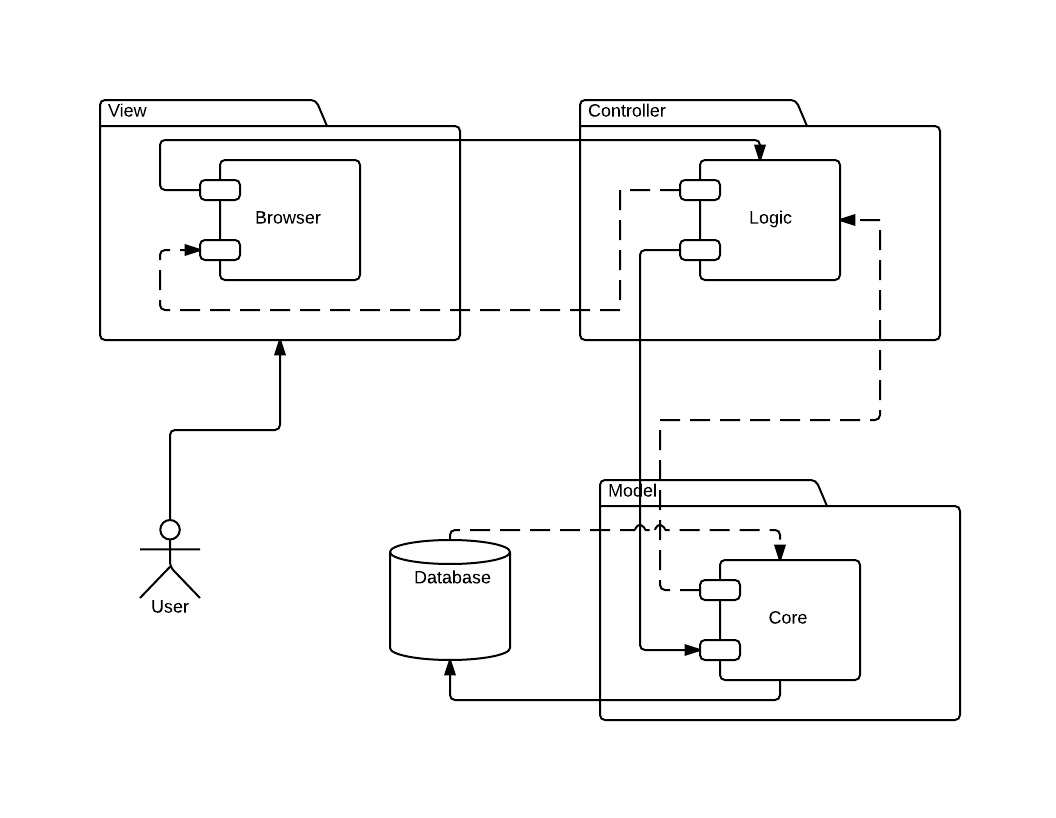 View
Controller
Browser
Logic
Model
Database
User
Core